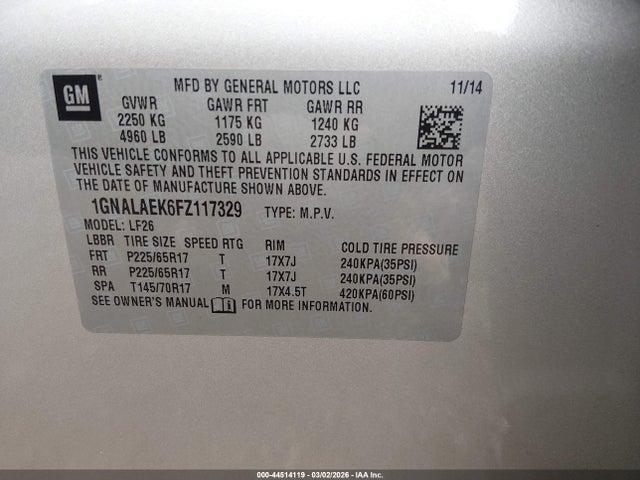 GM
®
MFD BY GENERAL MOTORS LLC 11/14
GVWR GAWR FRT GAWR RR
2250 KG 1175 KG 1240 KG
4960 LB 2590 LB 2733 LB
THIS VEHICLE CONFORMS TO ALL APPLICABLE U.S. FEDERAL MOTOR
VEHICLE SAFETY AND THEFT PREVENTION STANDARDS IN EFFECT ON
THE DATE OF MANUFACTURE SHOWN ABOVE.
1GNALAEK6FZ117329 TYPE: M.P.V.
MODEL: LF26
LBBR TIRE SIZE SPEED RTG RIM COLD TIRE PRESSURE
FRT P225/65R17 T 17X7J 240KPA(35PSI)
RR P225/65R17 T 17X7J 240KPA(35PSI)
SPA T145/70R17 M 17X4.5T 420KPA(60PSI)
SEE OWNER'S MANUAL FOR MORE INFORMATION.
000-44514119 | 03/02/2026 - IAA Inc.